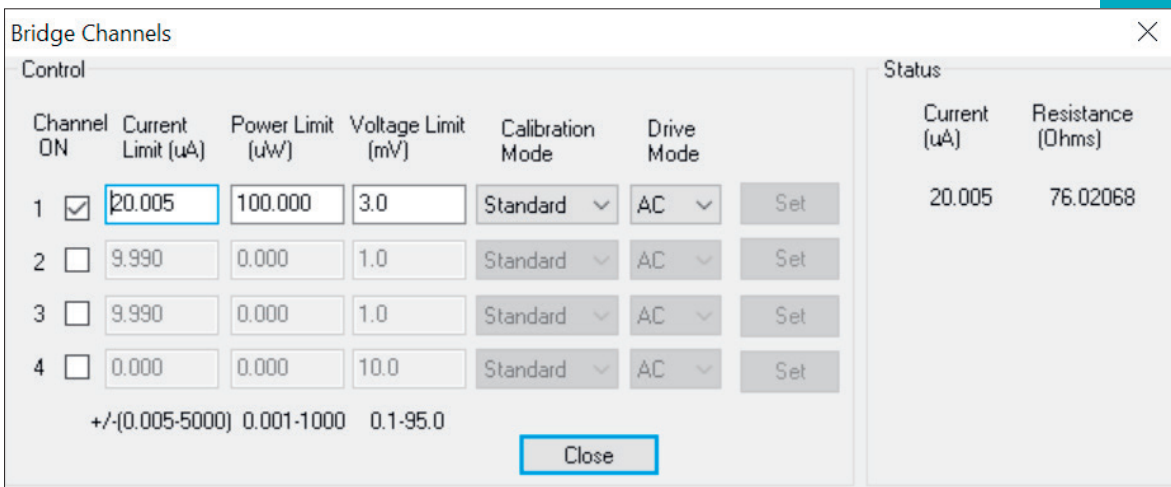 Bridge Channels
Control
Status
Channel ON Current Limit (uA) Power Limit (uW) Voltage Limit (mV) Calibration Mode Drive Mode Current (uA) Resistance (Ohms)
1 20.005 100.000 3.0 Standard AC Set 20.005 76.02068
2 9.990 0.000 1.0 Standard AC Set
3 9.990 0.000 1.0 Standard AC Set
4 0.000 0.000 10.0 Standard AC Set
+/-(0.005-5000) 0.001-1000 0.1-95.0
Close